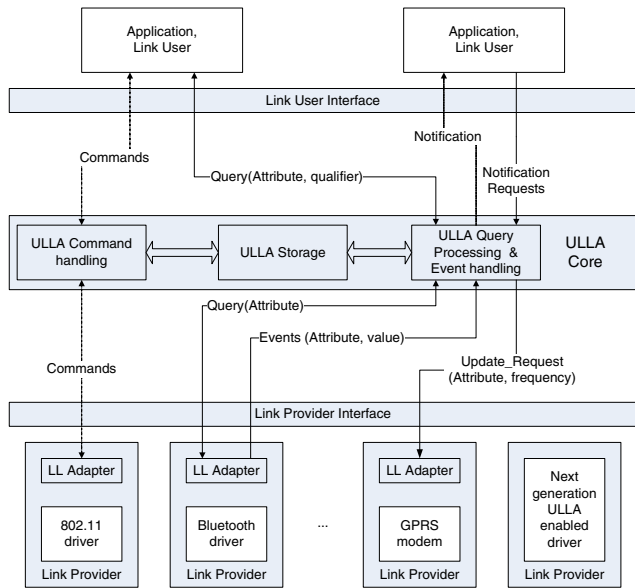 Application,
Link User
Application,
Link User
Link User Interface
Commands
Notification
Query(Attribute, qualifier)
Notification
Requests
ULLA Command
handling
ULLA Storage
ULLA Query
Processing &
Event handling
ULLA
Core
Query(Attribute)
Events (Attribute, value)
Commands
Update_Request
(Attribute, frequency)
Link Provider Interface
LL Adapter
802.11
driver
Link Provider
LL Adapter
Bluetooth
driver
Link Provider
...
LL Adapter
GPRS
modem
Link Provider
Next
generation
ULLA
enabled
driver
Link Provider